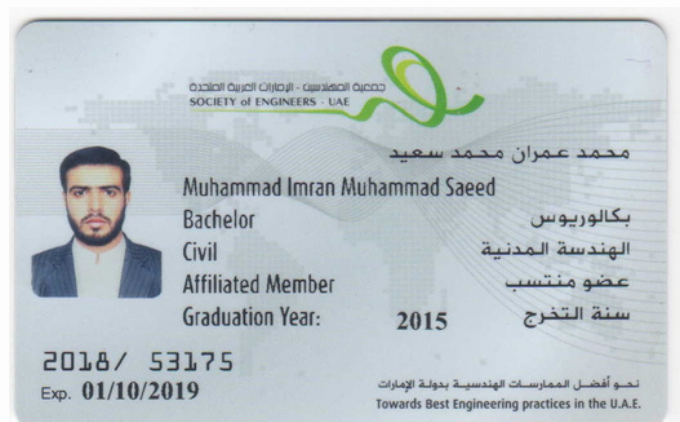 جمعية المهندسين - الإمارات العربية المتحدة
SOCIETY of ENGINEERS - UAE
محمد عمران محمد سعيد
Muhammad Imran Muhammad Saeed
Bachelor بكالوريوس
Civil الهندسة المدنية
Affiliated Member عضو منتسب
Graduation Year: 2015 سنة التخرج
2018/ 53175
Exp. 01/10/2019
نحو أفضل الممارسات الهندسية بدولة الإمارات
Towards Best Engineering practices in the U.A.E.